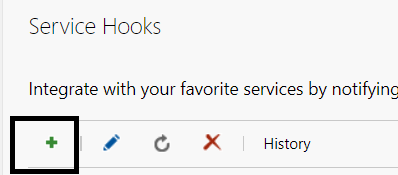 Service Hooks
Integrate with your favorite services by notifying
History